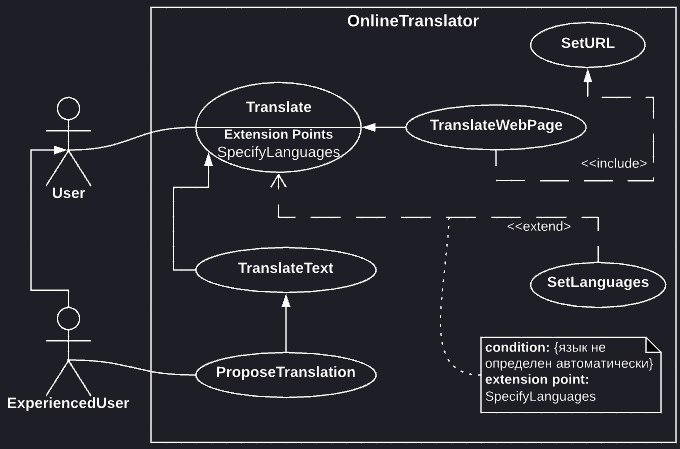 OnlineTranslator
SetURL
Translate
Extension Points
SpecifyLanguages
TranslateWebPage
<<include>>
User
<<extend>>
TranslateText
SetLanguages
condition: {язык не
определен автоматически}
extension point:
SpecifyLanguages
ProposeTranslation
ExperiencedUser